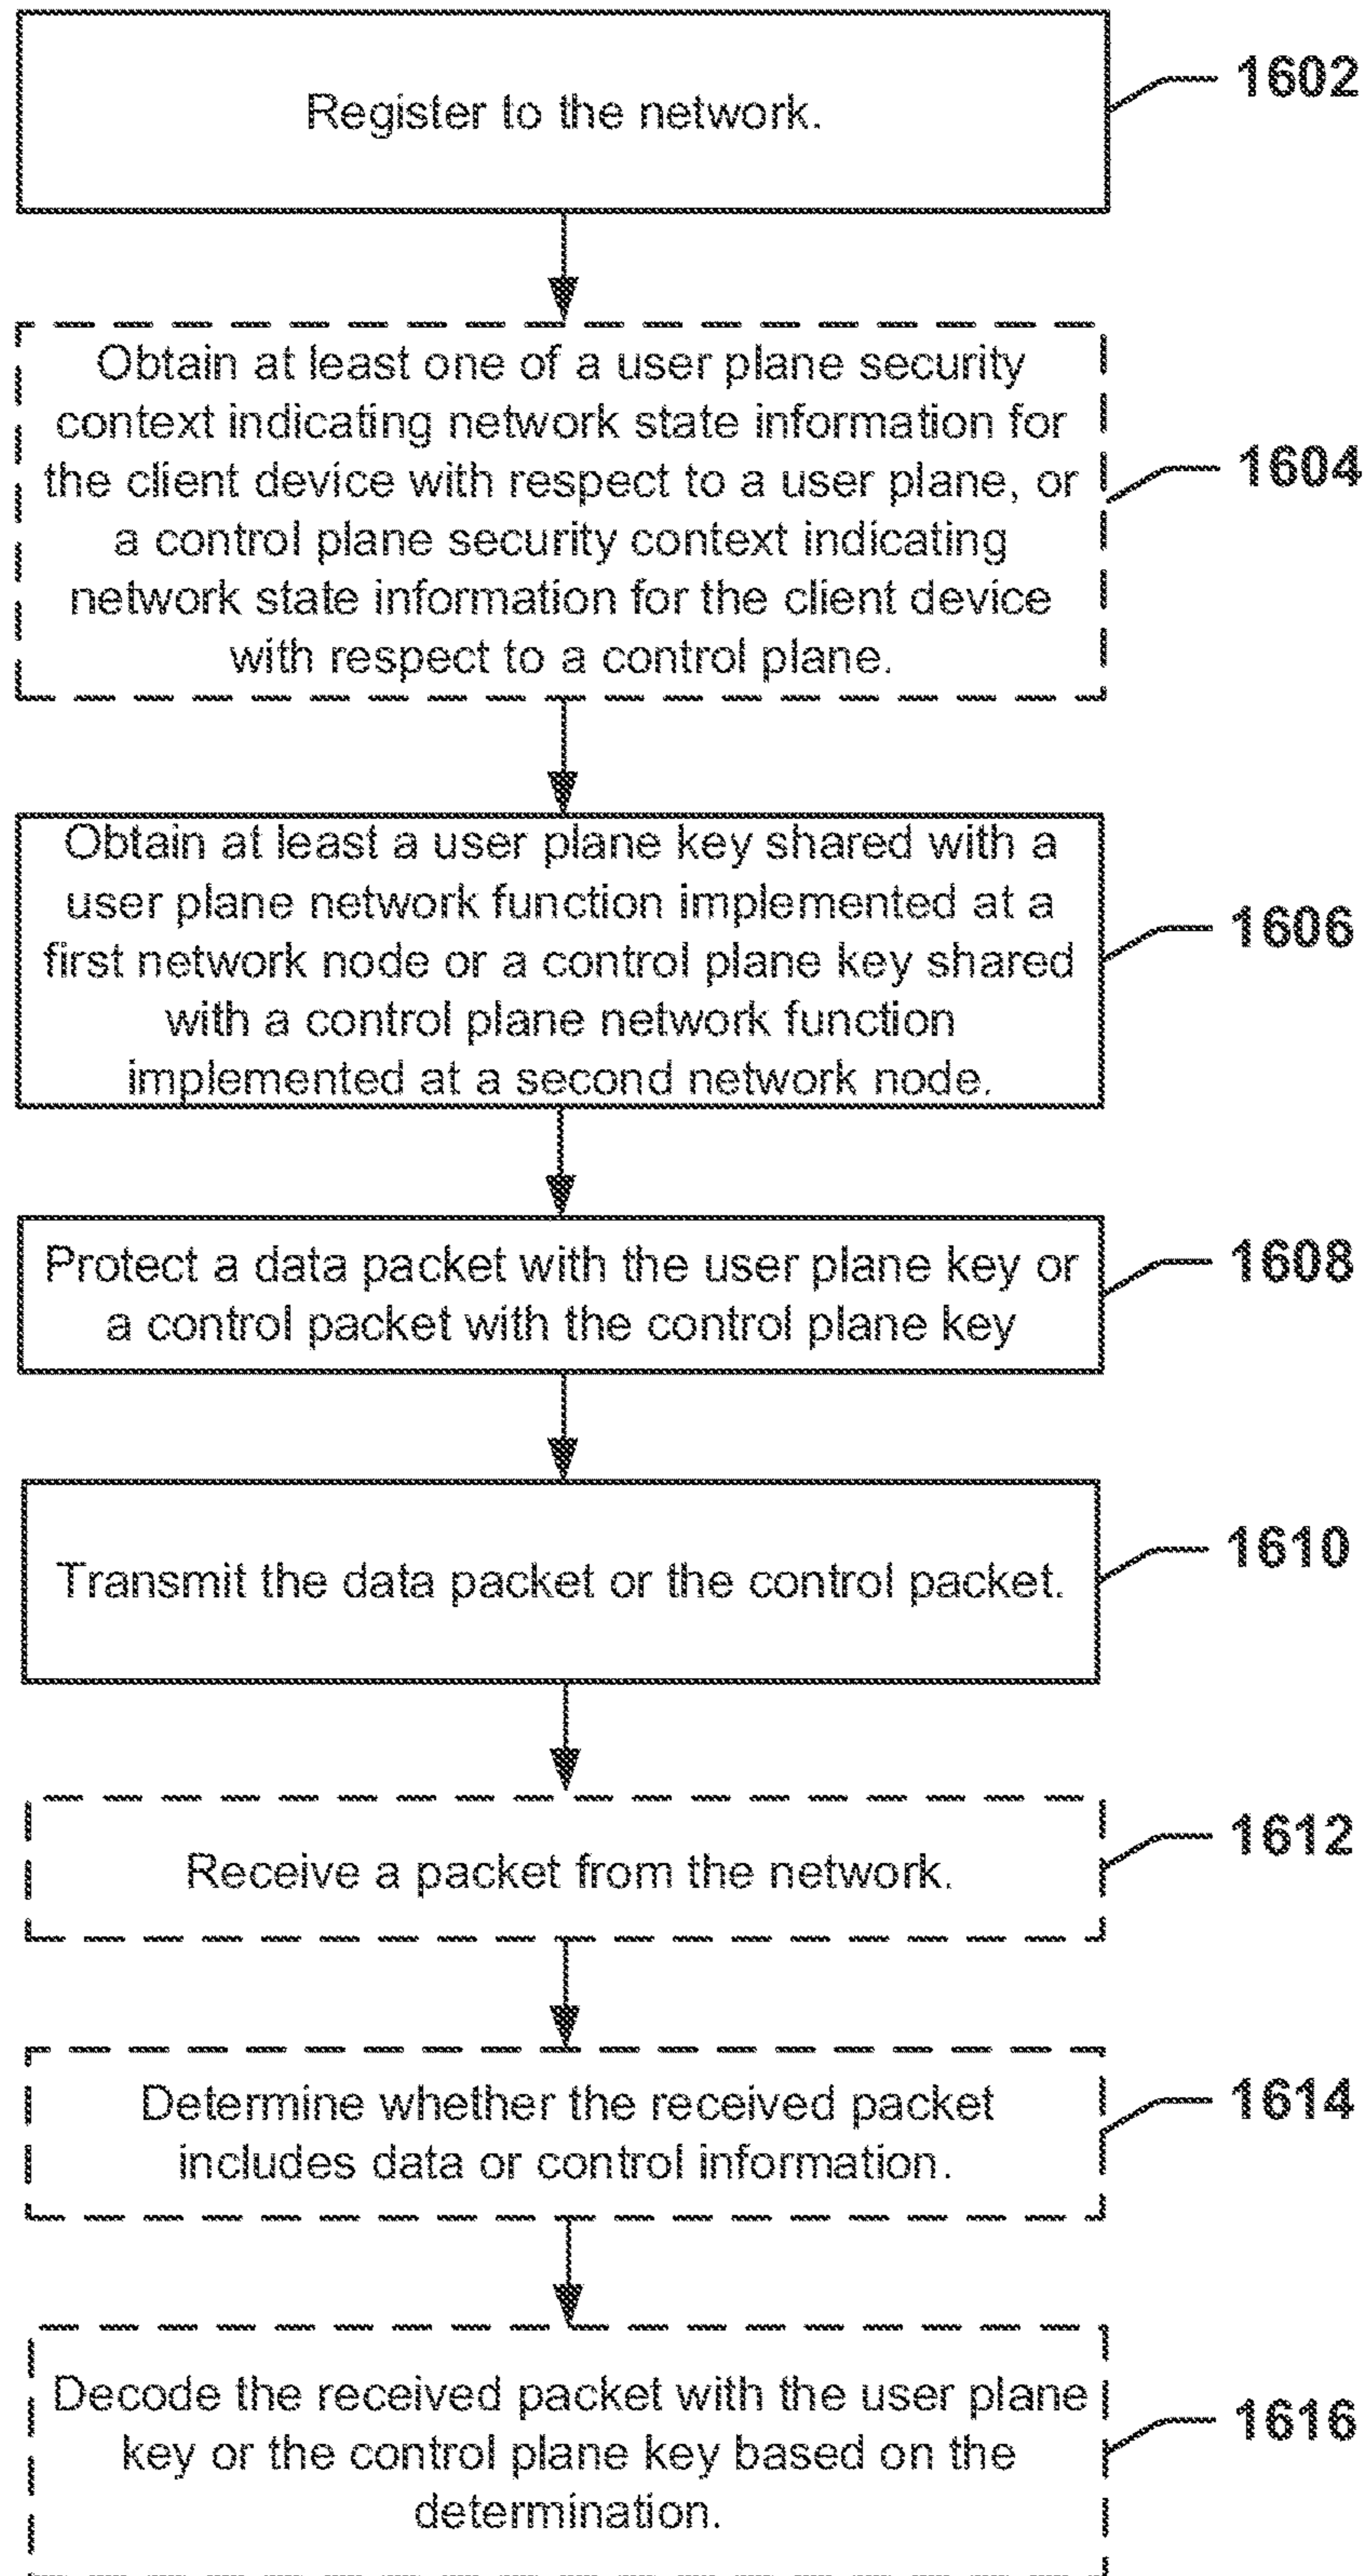 Register to the network.
1602
Obtain at least one of a user plane security
context indicating network state information for
the client device with respect to a user plane, or
a control plane security context indicating
network state information for the client device
with respect to a control plane.
1604
Obtain at least a user plane key shared with a
user plane network function implemented at a
first network node or a control plane key shared
with a control plane network function
implemented at a second network node.
1606
Protect a data packet with the user plane key or
a control packet with the control plane key
1608
Transmit the data packet or the control packet.
1610
Receive a packet from the network.
1612
Determine whether the received packet
includes data or control information.
1614
Decode the received packet with the user plane
key or the control plane key based on the
determination.
1616